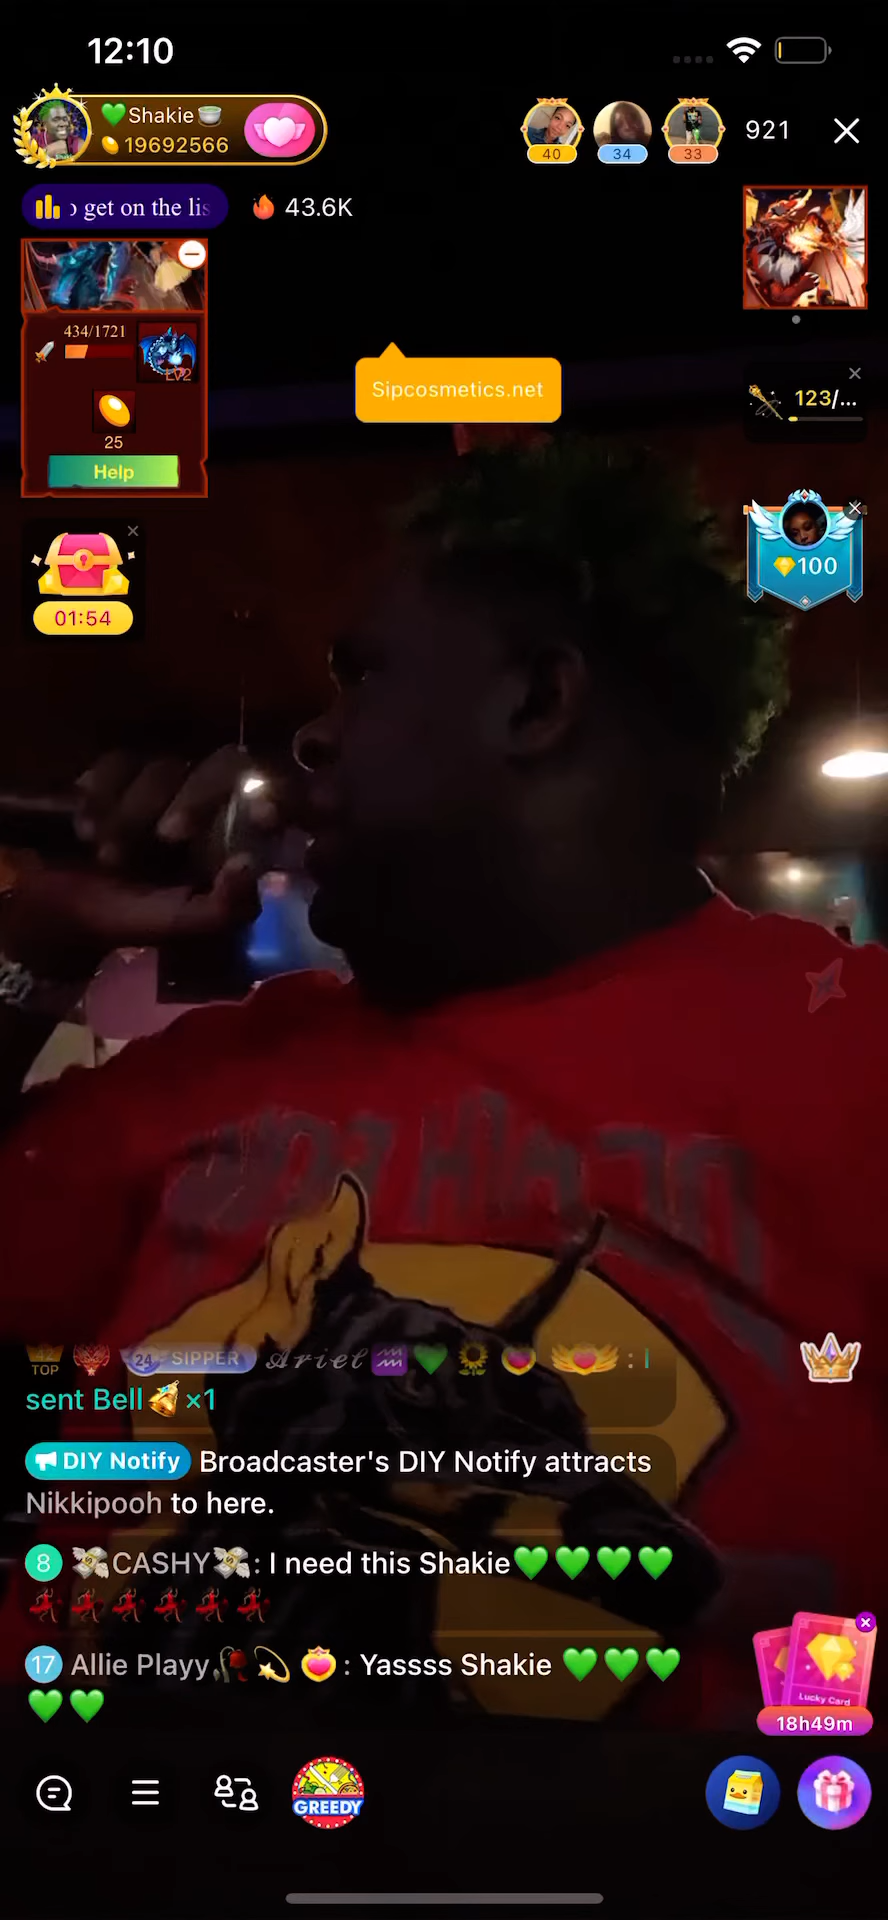 12:10
💚Shakie🍵
19692566
40
34
33
921
o get on the lis
43.6K
434/1721
LV2
25
Help
Sipcosmetics.net
123/...
100
01:54
42
TOP
24 SIPPER 𝒜𝓇𝒾𝑒𝓁 ♒💚🌻 :
sent Bell ×1
DIY Notify Broadcaster's DIY Notify attracts
Nikkipooh to here.
8 💸CASHY💸: I need this Shakie💚💚💚💚
💃💃💃💃💃💃
17 Allie Playy🥀💫 : Yassss Shakie 💚💚💚
💚💚
Lucky Card
18h49m
GREEDY